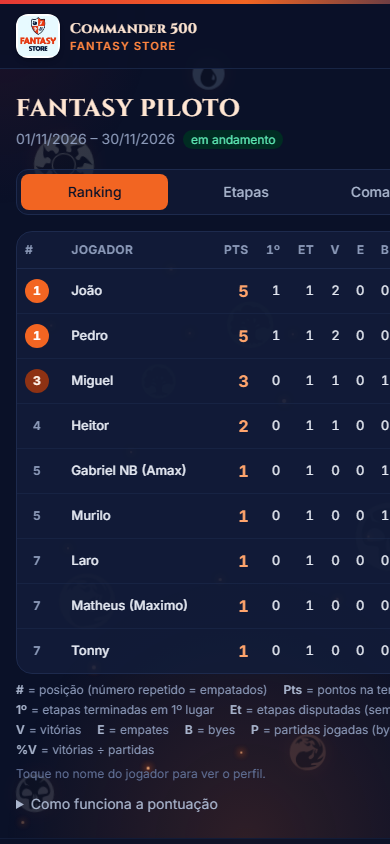 FANTASY
STORE
Commander 500
FANTASY STORE
FANTASY PILOTO
01/11/2026 – 30/11/2026 em andamento
Ranking Etapas Coma
# JOGADOR PTS 1º ET V E B
1 João 5 1 1 2 0 0
1 Pedro 5 1 1 2 0 0
3 Miguel 3 0 1 1 0 1
4 Heitor 2 0 1 1 0 0
5 Gabriel NB (Amax) 1 0 1 0 0 1
5 Murilo 1 0 1 0 0 1
7 Laro 1 0 1 0 0 0
7 Matheus (Maximo) 1 0 1 0 0 0
7 Tonny 1 0 1 0 0 0
# = posição (número repetido = empatados) Pts = pontos na te
1º = etapas terminadas em 1º lugar Et = etapas disputadas (sem
V = vitórias E = empates B = byes P = partidas jogadas (by
%V = vitórias ÷ partidas
Toque no nome do jogador para ver o perfil.
▶ Como funciona a pontuação